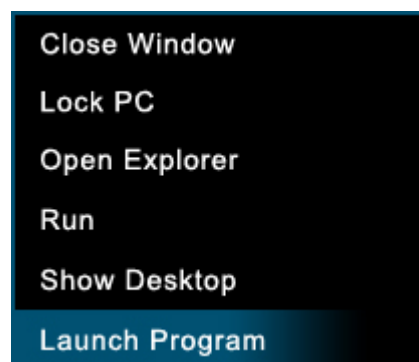 Close Window
Lock PC
Open Explorer
Run
Show Desktop
Launch Program